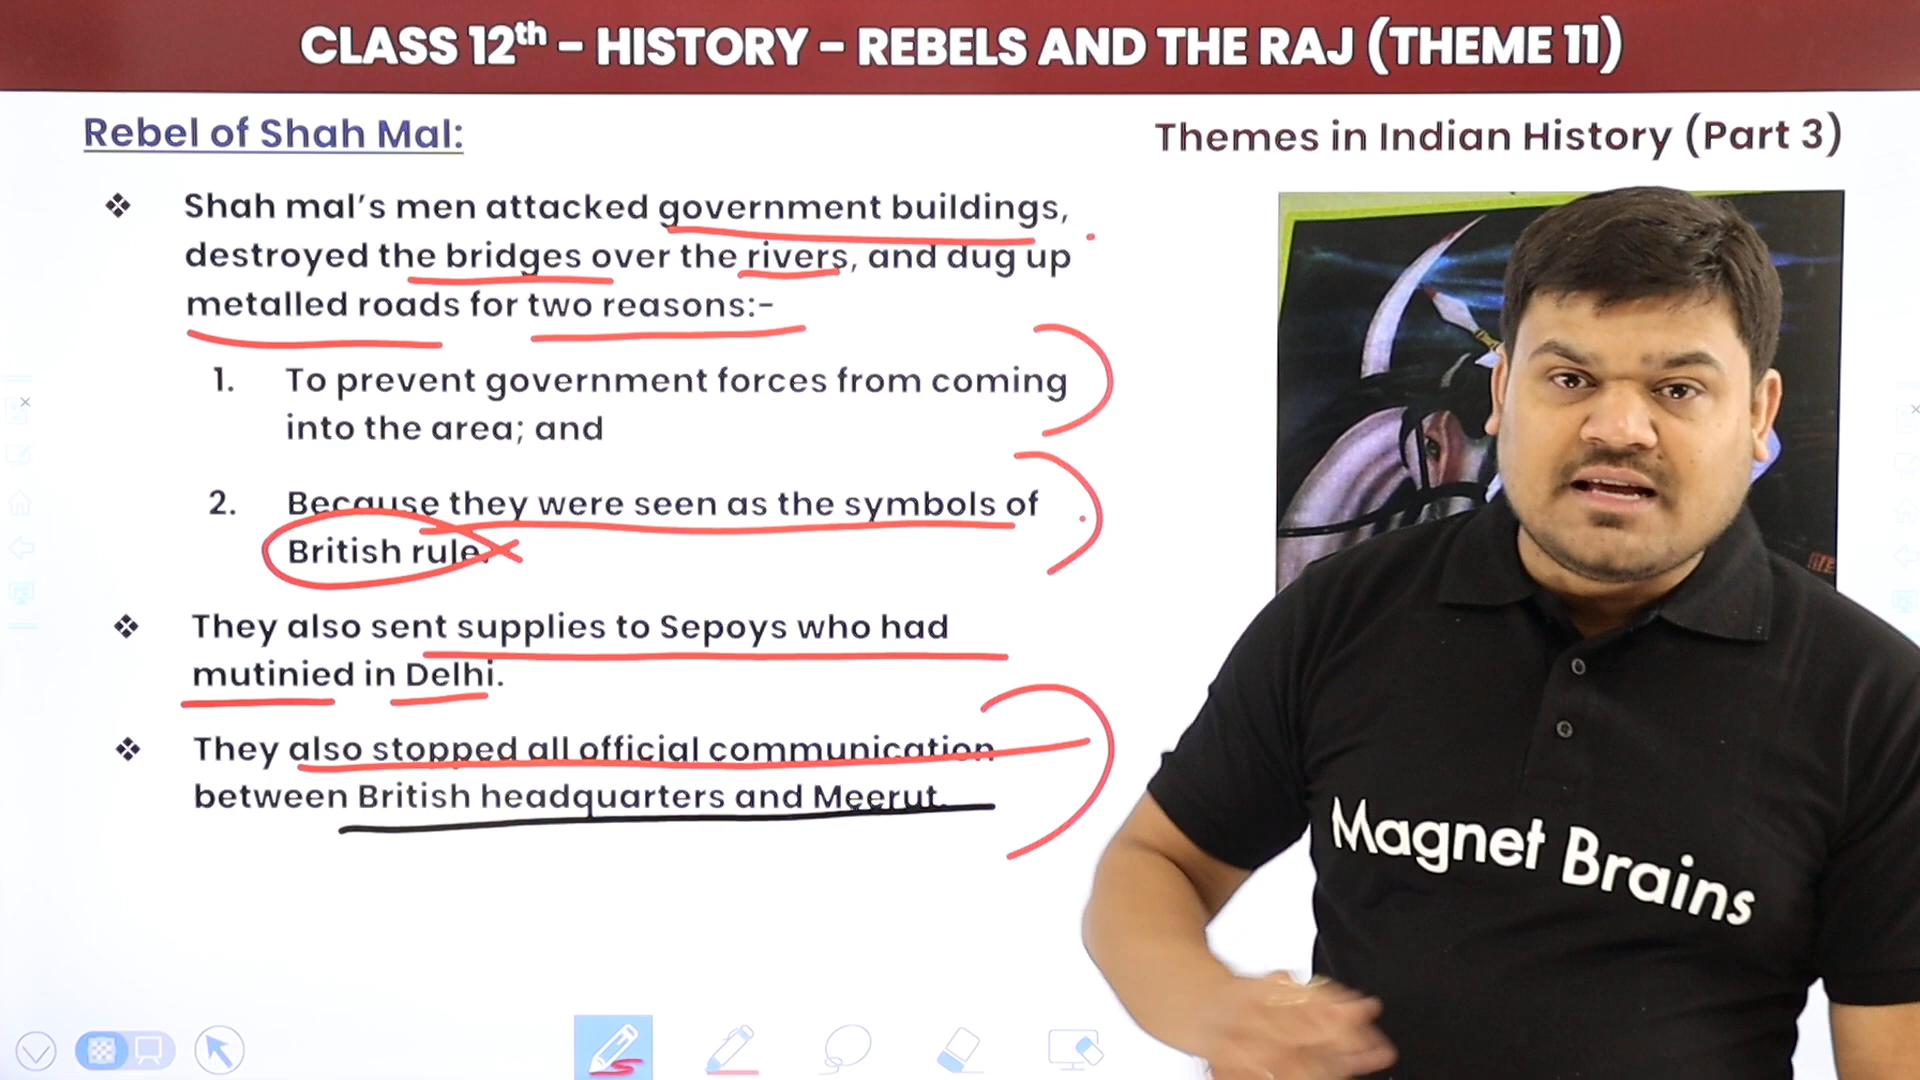 CLASS 12th – HISTORY – REBELS AND THE RAJ (THEME 11)
Rebel of Shah Mal:
Themes in Indian History (Part 3)
❖ Shah mal’s men attacked government buildings,
destroyed the bridges over the rivers, and dug up
metalled roads for two reasons:-
1. To prevent government forces from coming
into the area; and
2. Because they were seen as the symbols of
British rule
❖ They also sent supplies to Sepoys who had
mutinied in Delhi.
❖ They also stopped all official communication
between British headquarters and Meerut.
Magnet Brains